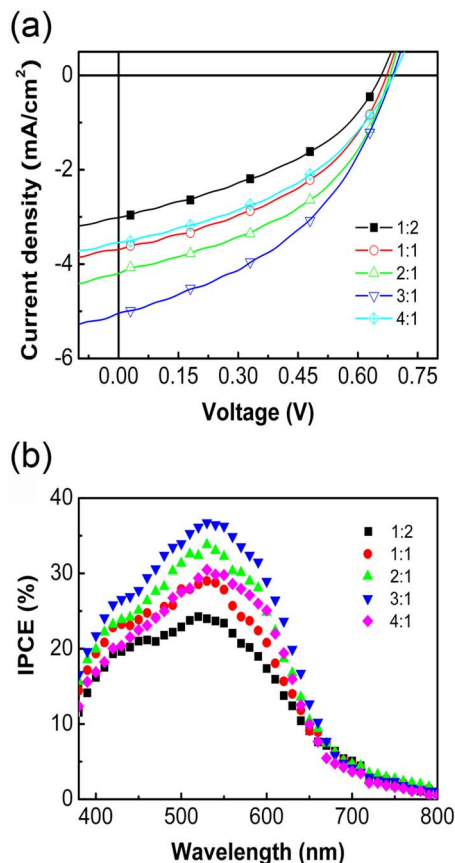 (a)
Current density (mA/cm²)
0
-2
-4
-6
1:2
1:1
2:1
3:1
4:1
0.00 0.15 0.30 0.45 0.60 0.75
Voltage (V)
(b)
IPCE (%)
40
30
20
10
0
1:2
1:1
2:1
3:1
4:1
400 500 600 700 800
Wavelength (nm)